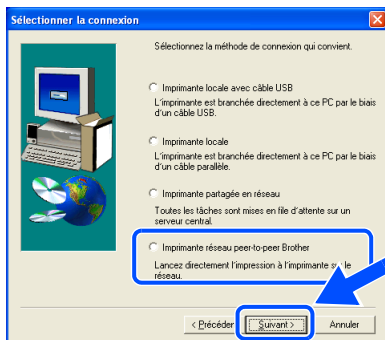 Sélectionner la connexion
Sélectionnez la méthode de connexion qui convient.
Imprimante locale avec câble USB
L'imprimante est branchée directement à ce PC par le biais
d'un câble USB.
Imprimante locale
L'imprimante est branchée directement à ce PC par le biais
d'un câble parallèle.
Imprimante partagée en réseau
Toutes les tâches sont mises en file d'attente sur un
serveur central.
Imprimante réseau peer-to-peer Brother
Lancez directement l'impression à l'imprimante sur le
réseau.
< Précéder
Suivant >
Annuler